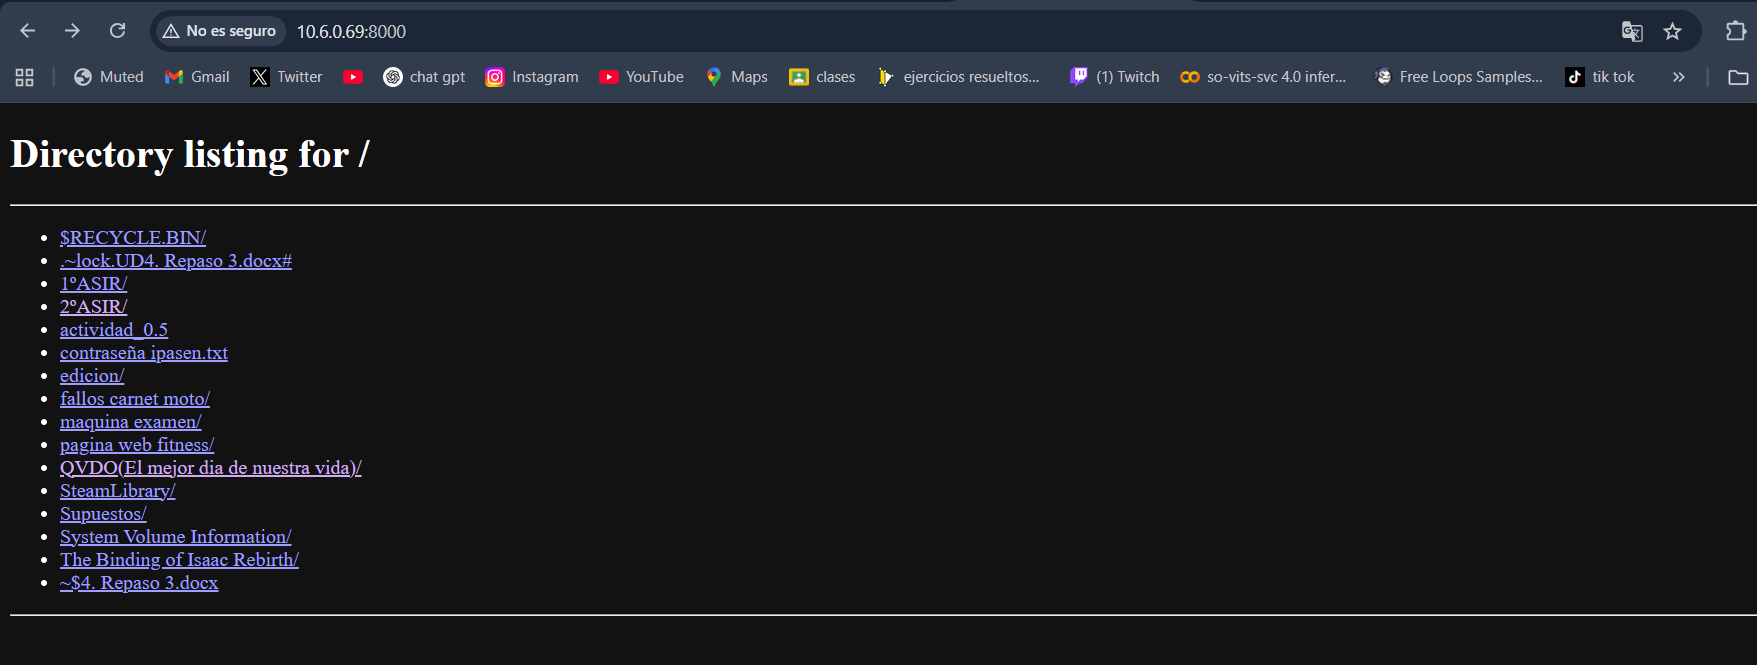 No es seguro 10.6.0.69:8000
Muted Gmail Twitter chat gpt Instagram YouTube Maps clases ejercicios resueltos... (1) Twitch so-vits-svc 4.0 infer... Free Loops Samples... tik tok »
Directory listing for /
$RECYCLE.BIN/
.~lock.UD4. Repaso 3.docx#
1ºASIR/
2ºASIR/
actividad_0.5
contraseña ipasen.txt
edicion/
fallos carnet moto/
maquina examen/
pagina web fitness/
QVDO(El mejor dia de nuestra vida)/
SteamLibrary/
Supuestos/
System Volume Information/
The Binding of Isaac Rebirth/
~$4. Repaso 3.docx